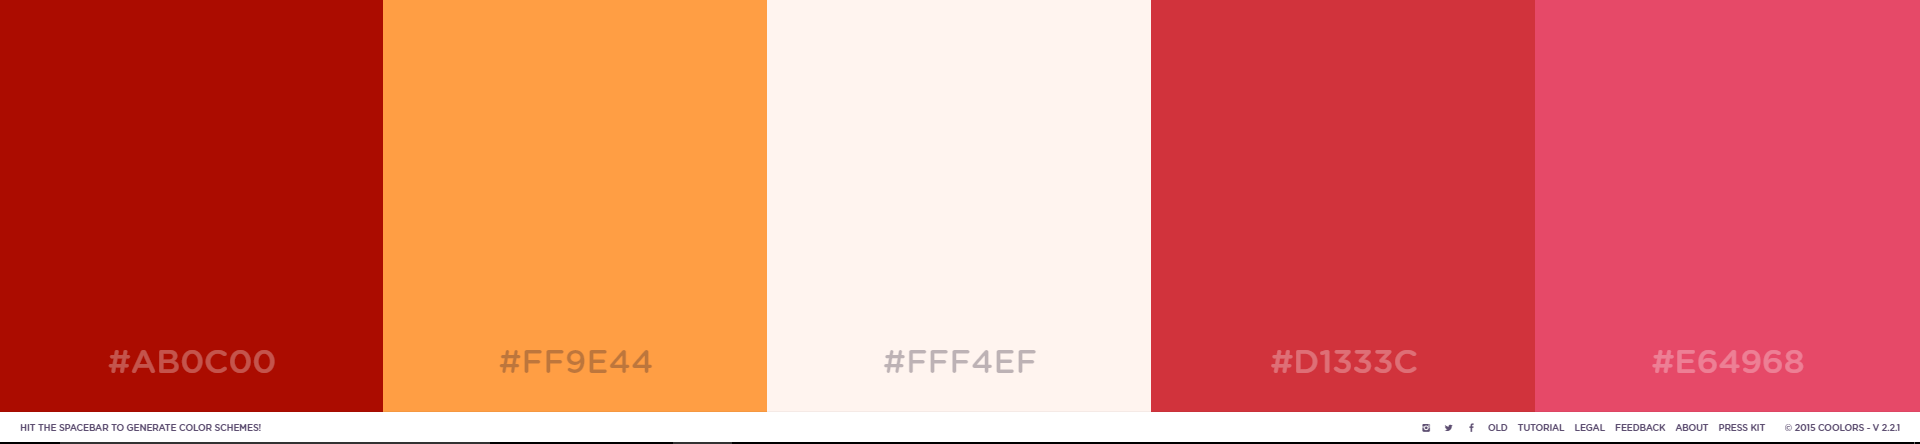 #AB0C00 #FF9E44 #FFF4EF #D1333C #E64968
HIT THE SPACEBAR TO GENERATE COLOR SCHEMES! OLD TUTORIAL LEGAL FEEDBACK ABOUT PRESS KIT © 2015 COOLORS - V 2.2.1